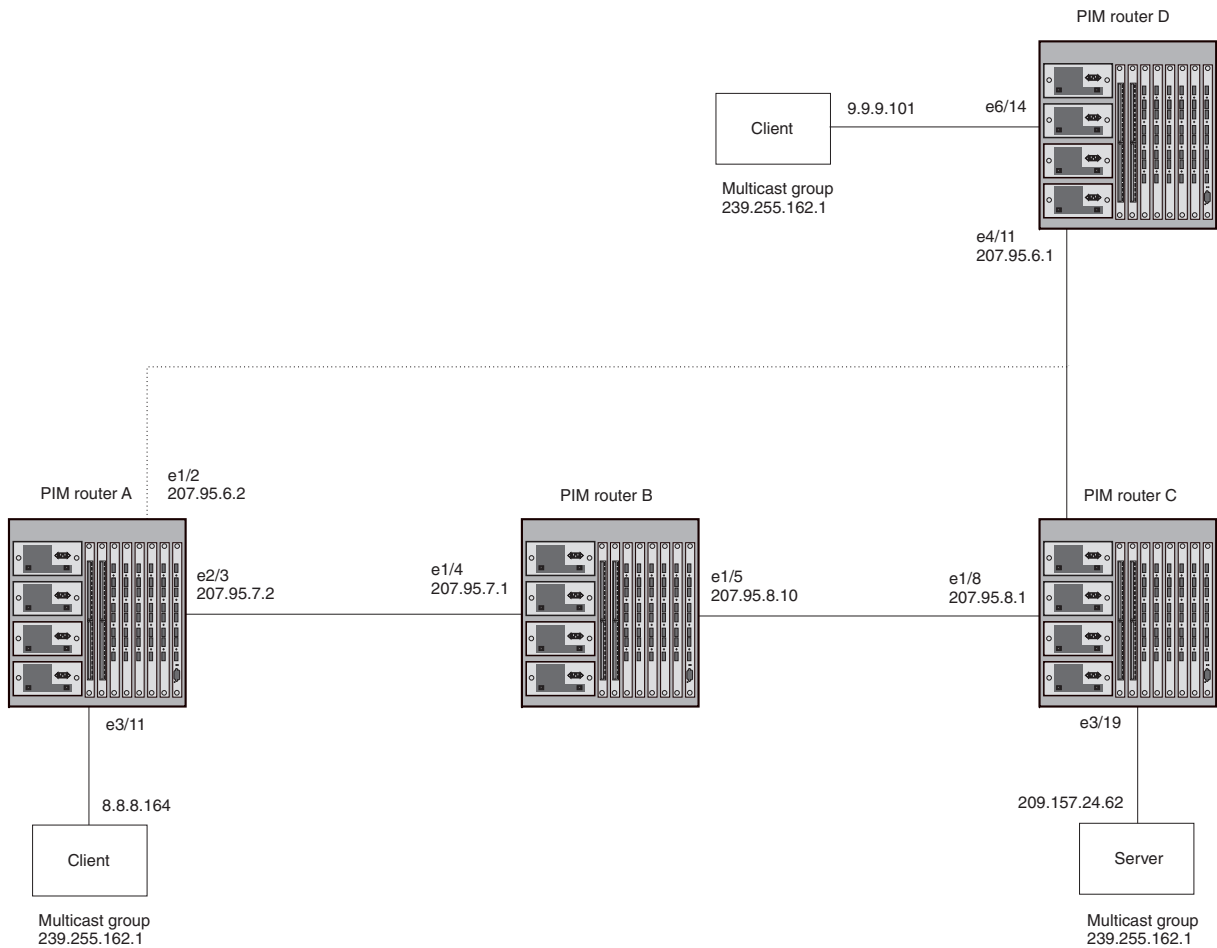 PIM router D
9.9.9.101
e6/14
Client
Multicast group
239.255.162.1
e4/11
207.95.6.1
e1/2
207.95.6.2
PIM router A
PIM router B
PIM router C
e2/3
207.95.7.2
e1/4
207.95.7.1
e1/5
207.95.8.10
e1/8
207.95.8.1
e3/11
e3/19
8.8.8.164
209.157.24.62
Client
Server
Multicast group
239.255.162.1
Multicast group
239.255.162.1